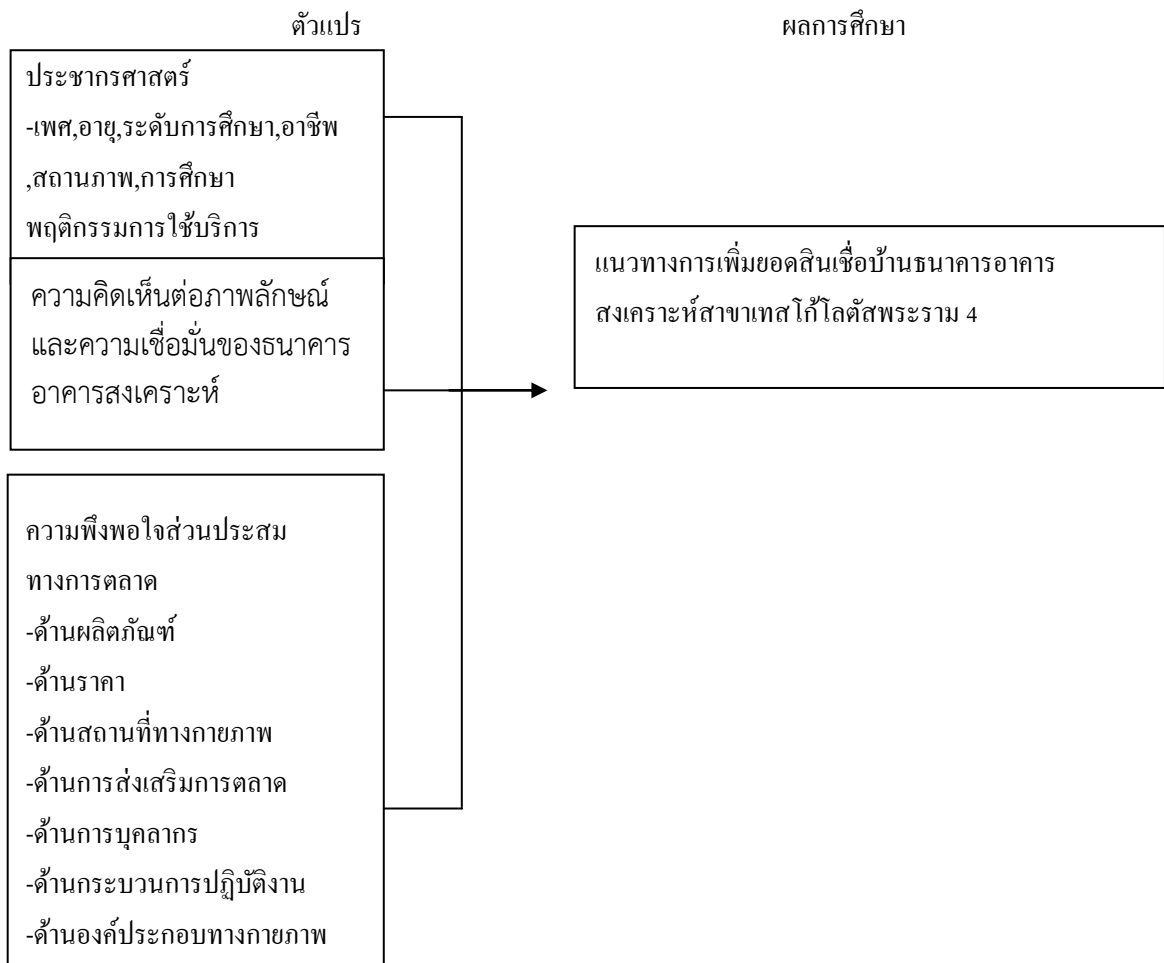 ตัวแปร
ผลการศึกษา
ประชากรศาสตร์
-เพศ,อายุ,ระดับการศึกษา,อาชีพ
,สถานภาพ,การศึกษา
พฤติกรรมการใช้บริการ
ความคิดเห็นต่อภาพลักษณ์
และความเชื่อมั่นของธนาคาร
อาคารสงเคราะห์
แนวทางการเพิ่มยอดสินเชื่อบ้านธนาคารอาคาร
สงเคราะห์สาขาเทสโก้โลตัสพระราม 4
ความพึงพอใจส่วนประสม
ทางการตลาด
-ด้านผลิตภัณฑ์
-ด้านราคา
-ด้านสถานที่ทางกายภาพ
-ด้านการส่งเสริมการตลาด
-ด้านการบุคลากร
-ด้านกระบวนการปฏิบัติงาน
-ด้านองค์ประกอบทางกายภาพ